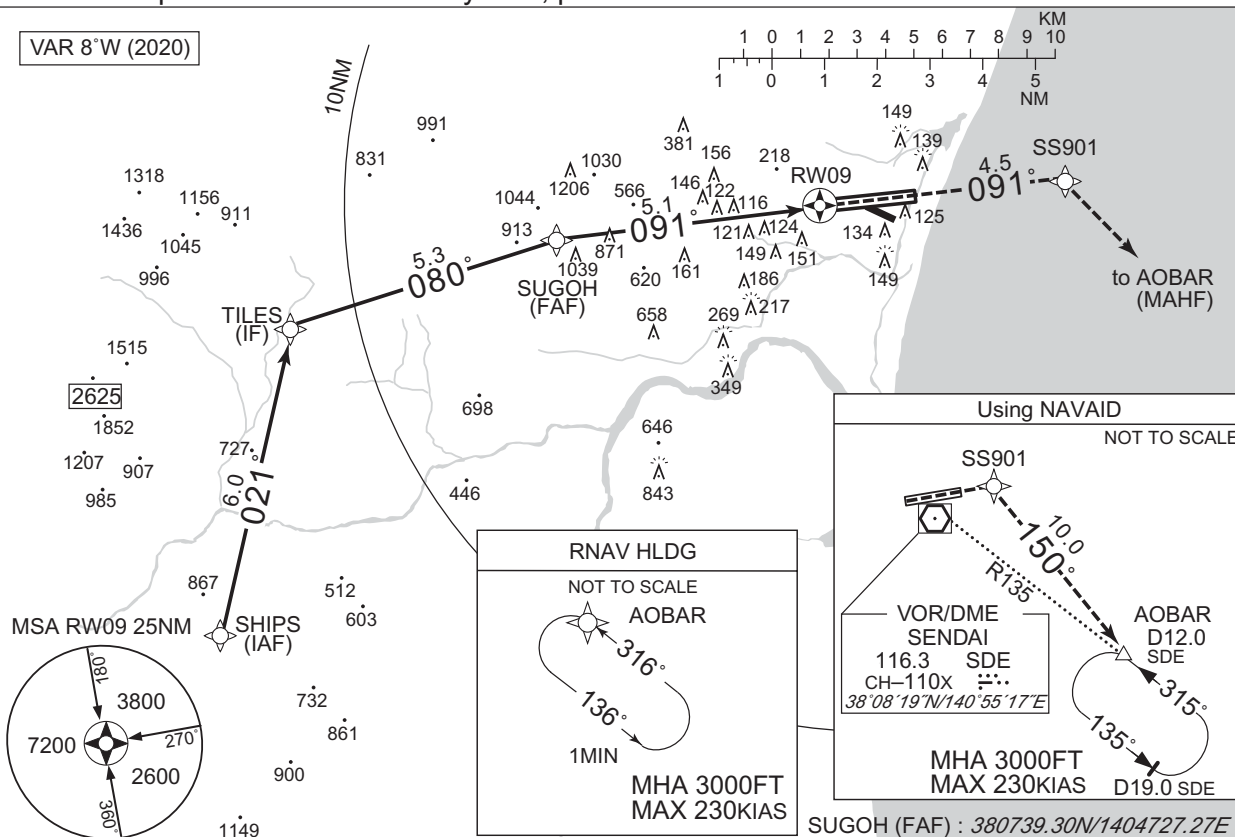 VAR 8°W (2020)
KM
1 0 1 2 3 4 5 6 7 8 9 10
1 0 1 2 3 4 5
NM
10NM
991
831
1318
1156
911
1436
1045
996
381
149
139
1030
1206
156
218
RW09
SS901
4.5
091°
1044
566
146
122
116
5.1
091°
125
913
871
121
124
134
1039
149
151
149
620
161
186
217
SUGOH
(FAF)
5.3
080°
TILES
(IF)
to AOBAR
(MAHF)
658
269
349
1515
2625
1852
1207
907
985
698
646
843
446
727
6.0
021°
867
512
603
SHIPS
(IAF)
732
861
900
1149
MSA RW09 25NM
180°
3800
7200
270°
2600
360°
RNAV HLDG
NOT TO SCALE
AOBAR
316°
136°
1MIN
MHA 3000FT
MAX 230KIAS
Using NAVAID
NOT TO SCALE
SS901
10.0
150°
R135
VOR/DME
SENDAI
116.3 SDE
CH–110X
38°08´19˝N/140°55´17˝E
AOBAR
D12.0
SDE
315°
135°
D19.0 SDE
MHA 3000FT
MAX 230KIAS
SUGOH (FAF) : 380739.30N/1404727.27E